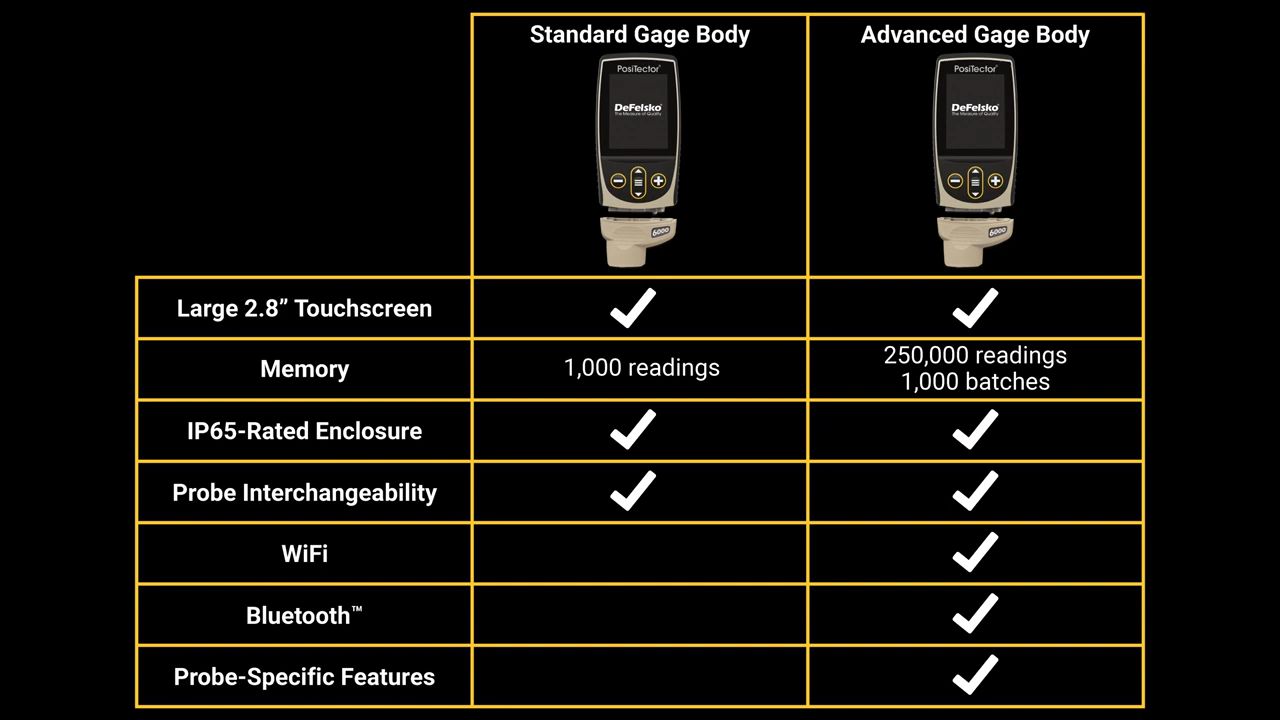 Standard Gage Body
Advanced Gage Body
PosiTector®
PosiTector®
DeFelsko®
The Measure of Quality
DeFelsko®
The Measure of Quality
6000
6000
Large 2.8” Touchscreen
Memory
1,000 readings
250,000 readings
1,000 batches
IP65-Rated Enclosure
Probe Interchangeability
WiFi
Bluetooth™
Probe-Specific Features